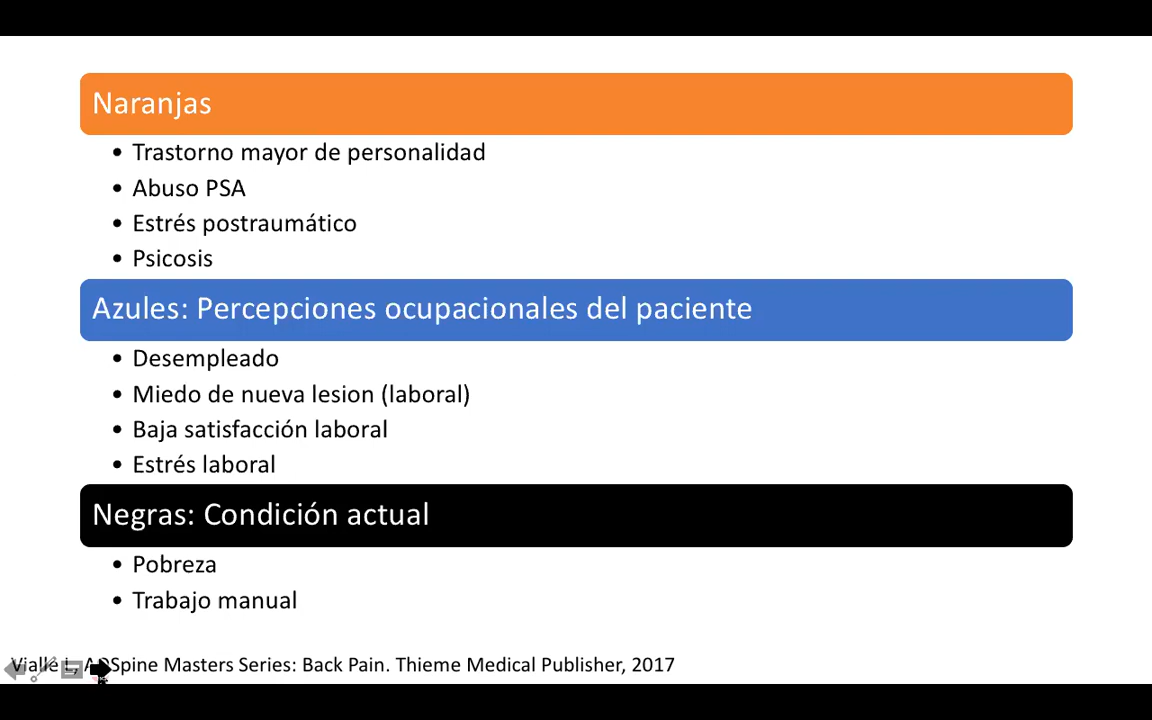 Naranjas
• Trastorno mayor de personalidad
• Abuso PSA
• Estrés postraumático
• Psicosis
Azules: Percepciones ocupacionales del paciente
• Desempleado
• Miedo de nueva lesion (laboral)
• Baja satisfacción laboral
• Estrés laboral
Negras: Condición actual
• Pobreza
• Trabajo manual
Viallé L, AOSpine Masters Series: Back Pain. Thieme Medical Publisher, 2017